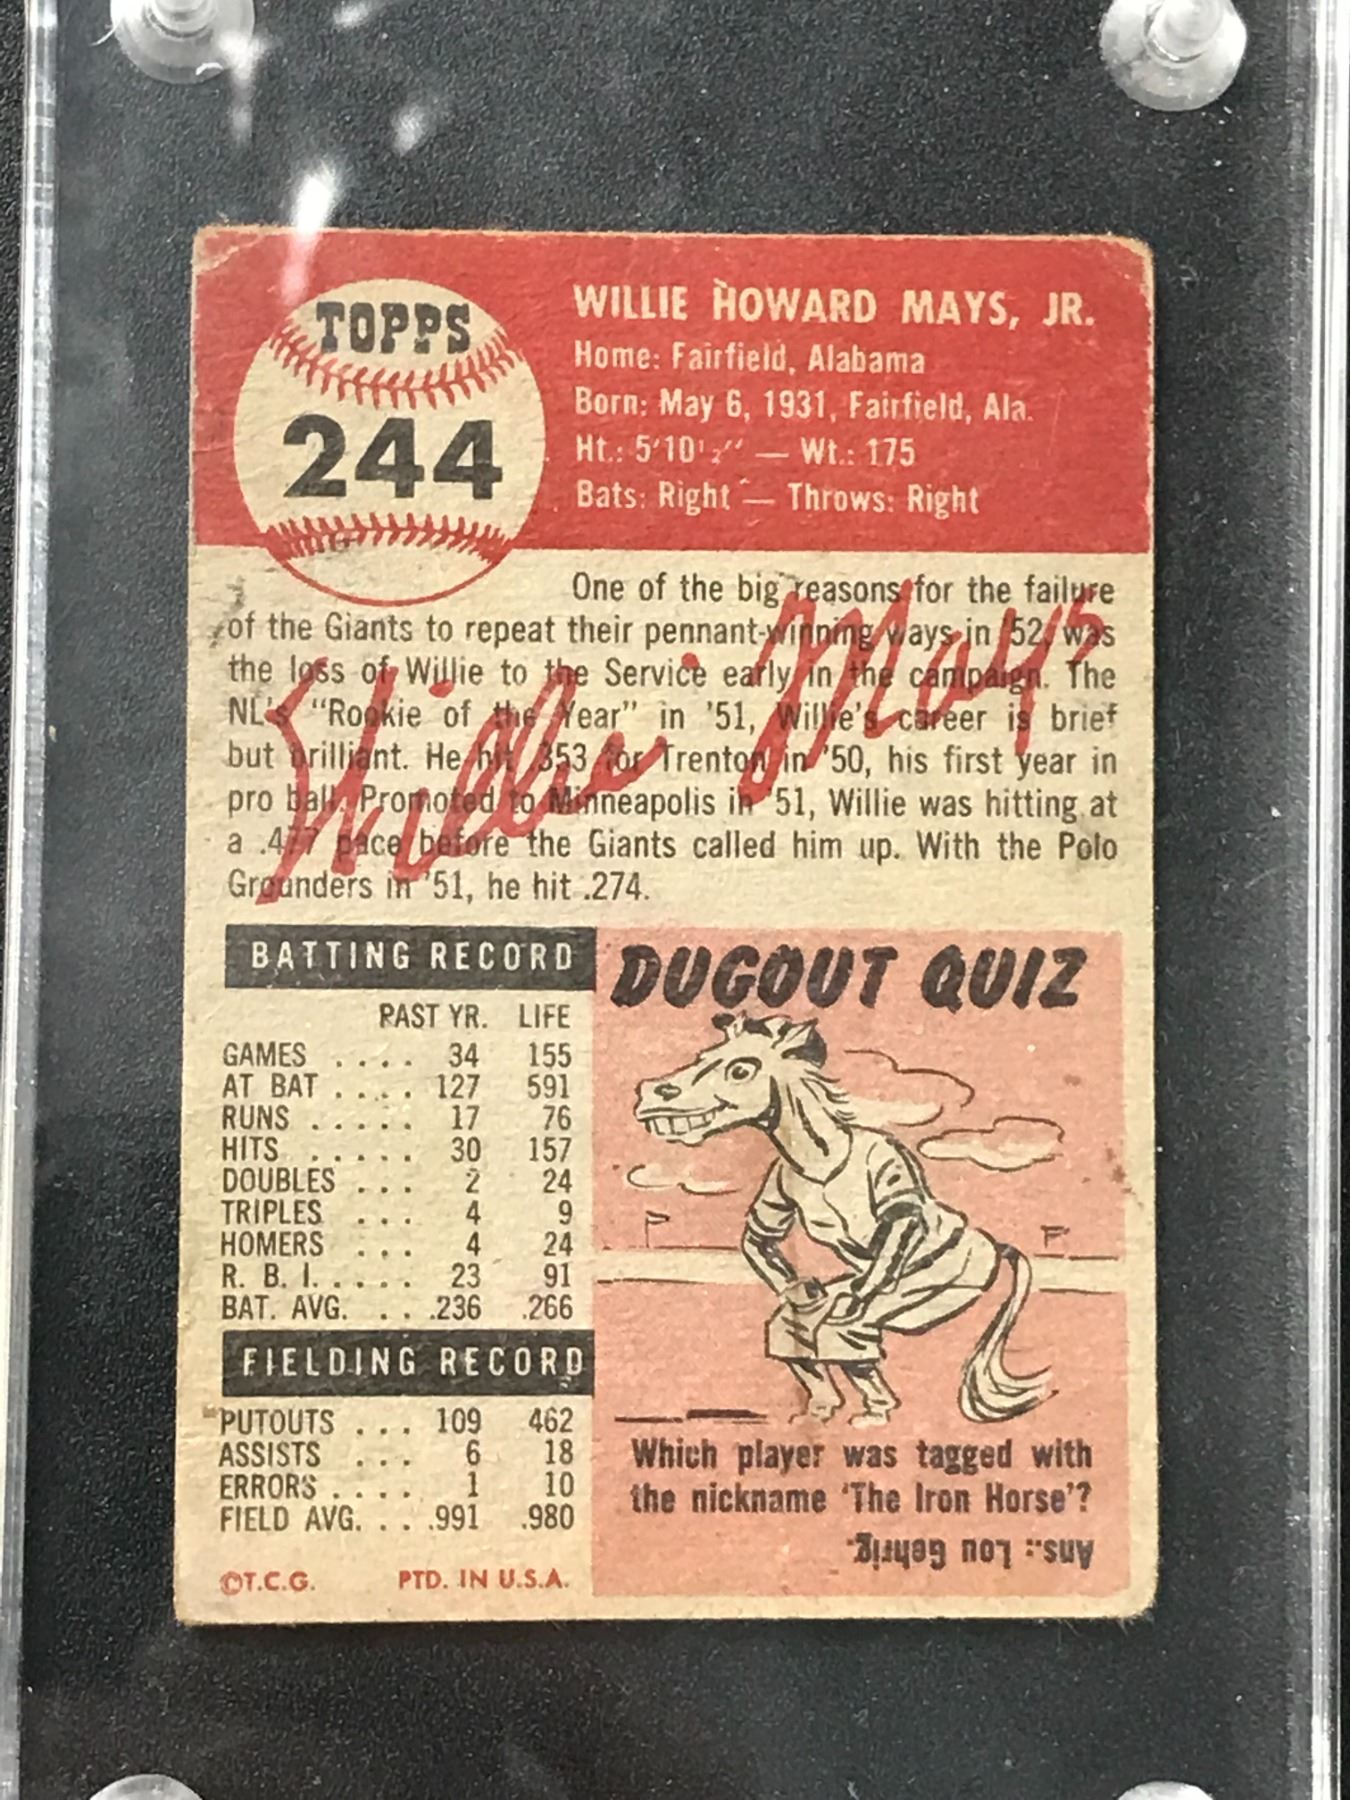 TOPPS
244
WILLIE HOWARD MAYS, JR.
Home: Fairfield, Alabama
Born: May 6, 1931, Fairfield, Ala.
Ht.: 5'10½" — Wt.: 175
Bats: Right — Throws: Right
One of the big reasons for the failure
of the Giants to repeat their pennant-winning ways in '52, was
the loss of Willie to the Service early in the campaign. The
NL's "Rookie of the Year" in '51, Willie's career is brief
but brilliant. He hit .353 for Trenton in '50, his first year in
pro ball. Promoted to Minneapolis in '51, Willie was hitting at
a .477 pace before the Giants called him up. With the Polo
Grounders in '51, he hit .274.
Willie Mays
BATTING RECORD
PAST YR. LIFE
GAMES .... 34 155
AT BAT .... 127 591
RUNS ..... 17 76
HITS ..... 30 157
DOUBLES ... 2 24
TRIPLES ... 4 9
HOMERS ... 4 24
R. B. I. .... 23 91
BAT. AVG. ... .236 .266
FIELDING RECORD
PUTOUTS ... 109 462
ASSISTS ... 6 18
ERRORS .... 1 10
FIELD AVG. ... .991 .980
©T.C.G. PTD. IN U.S.A.
DUGOUT QUIZ
Which player was tagged with
the nickname 'The Iron Horse'?
Ans.: Lou Gehrig.